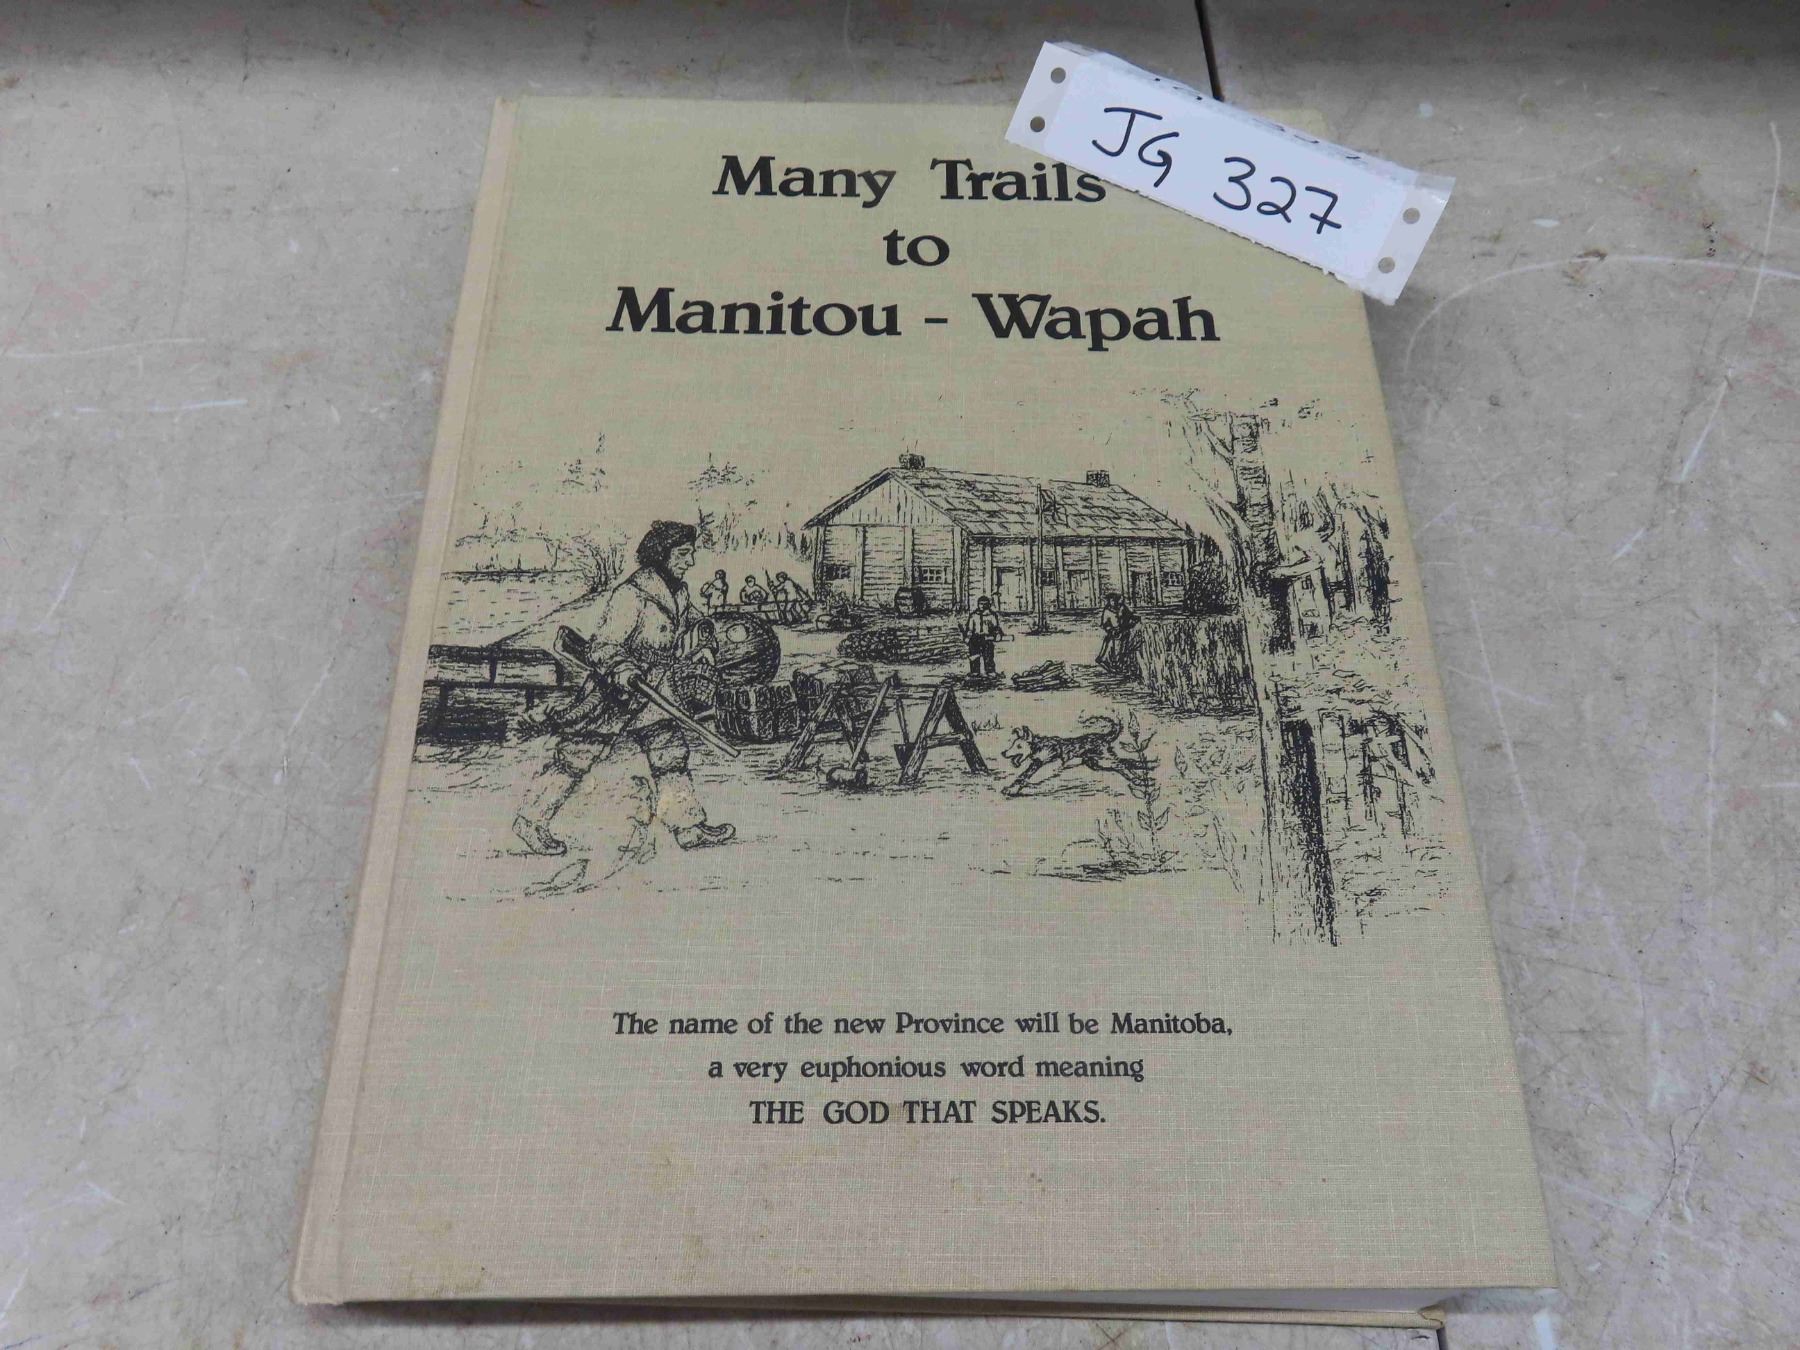 JG 327
Many Trails
to
Manitou - Wapah
The name of the new Province will be Manitoba,
a very euphonious word meaning
THE GOD THAT SPEAKS.